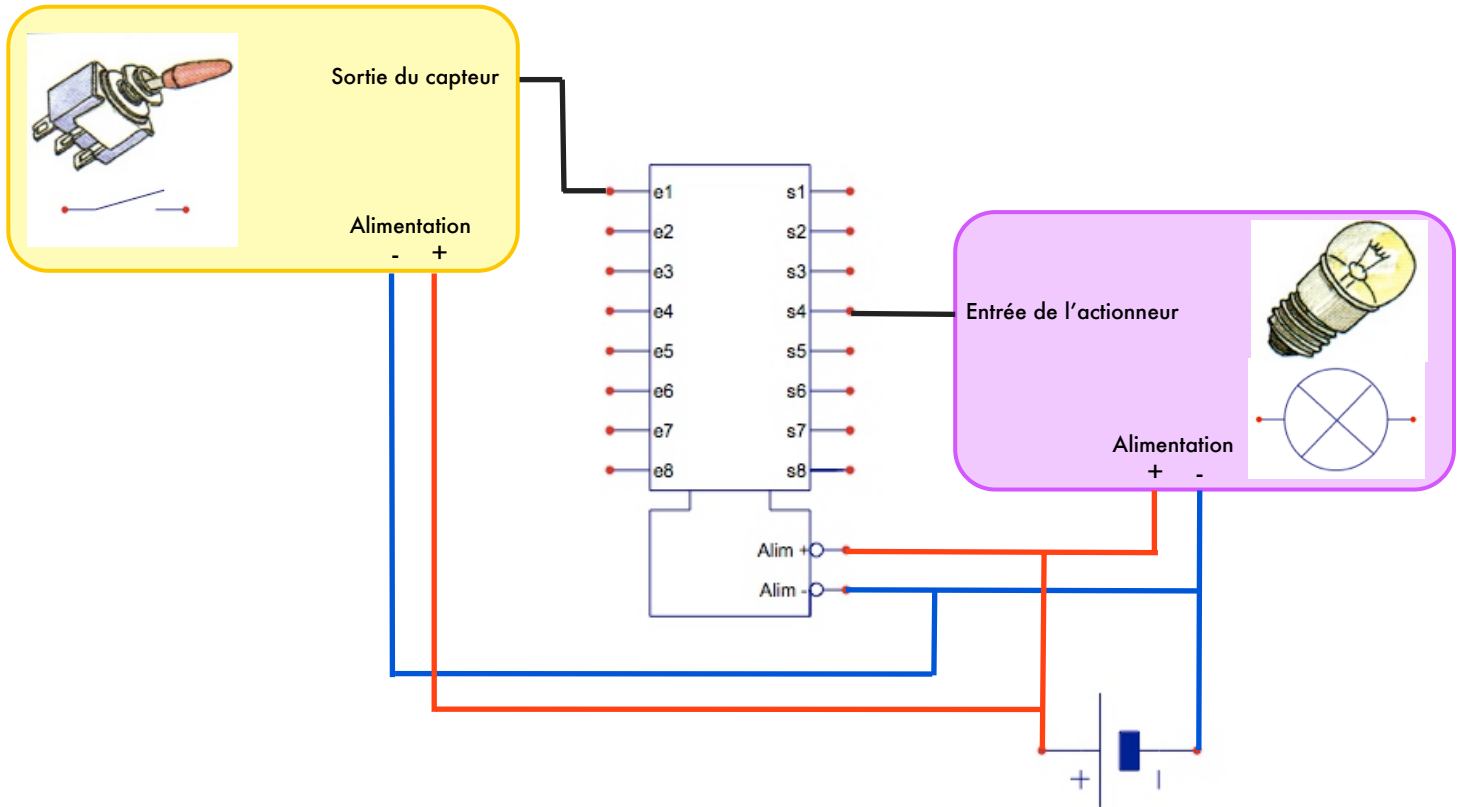 Sortie du capteur
Alimentation
- +
e1 s1
e2 s2
e3 s3
e4 s4
e5 s5
e6 s6
e7 s7
e8 s8
Alim +
Alim -
Entrée de l'actionneur
Alimentation
+ -
+ -